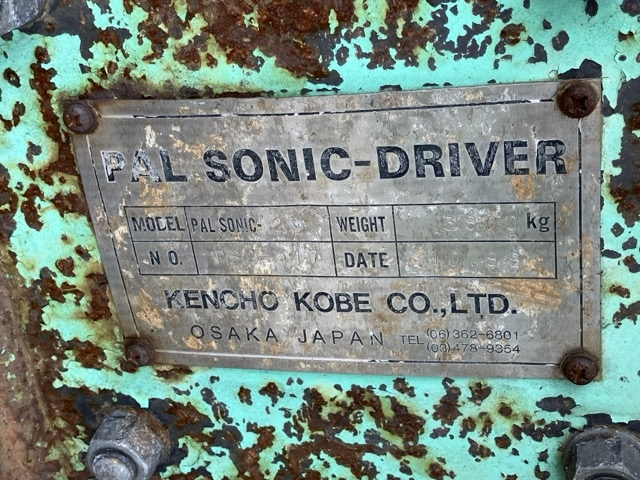 PAL SONIC-DRIVER
MODEL PAL SONIC- WEIGHT kg
NO. DATE
KENCHO KOBE CO.,LTD.
OSAKA JAPAN TEL (06)362-6801
(03)478-9354